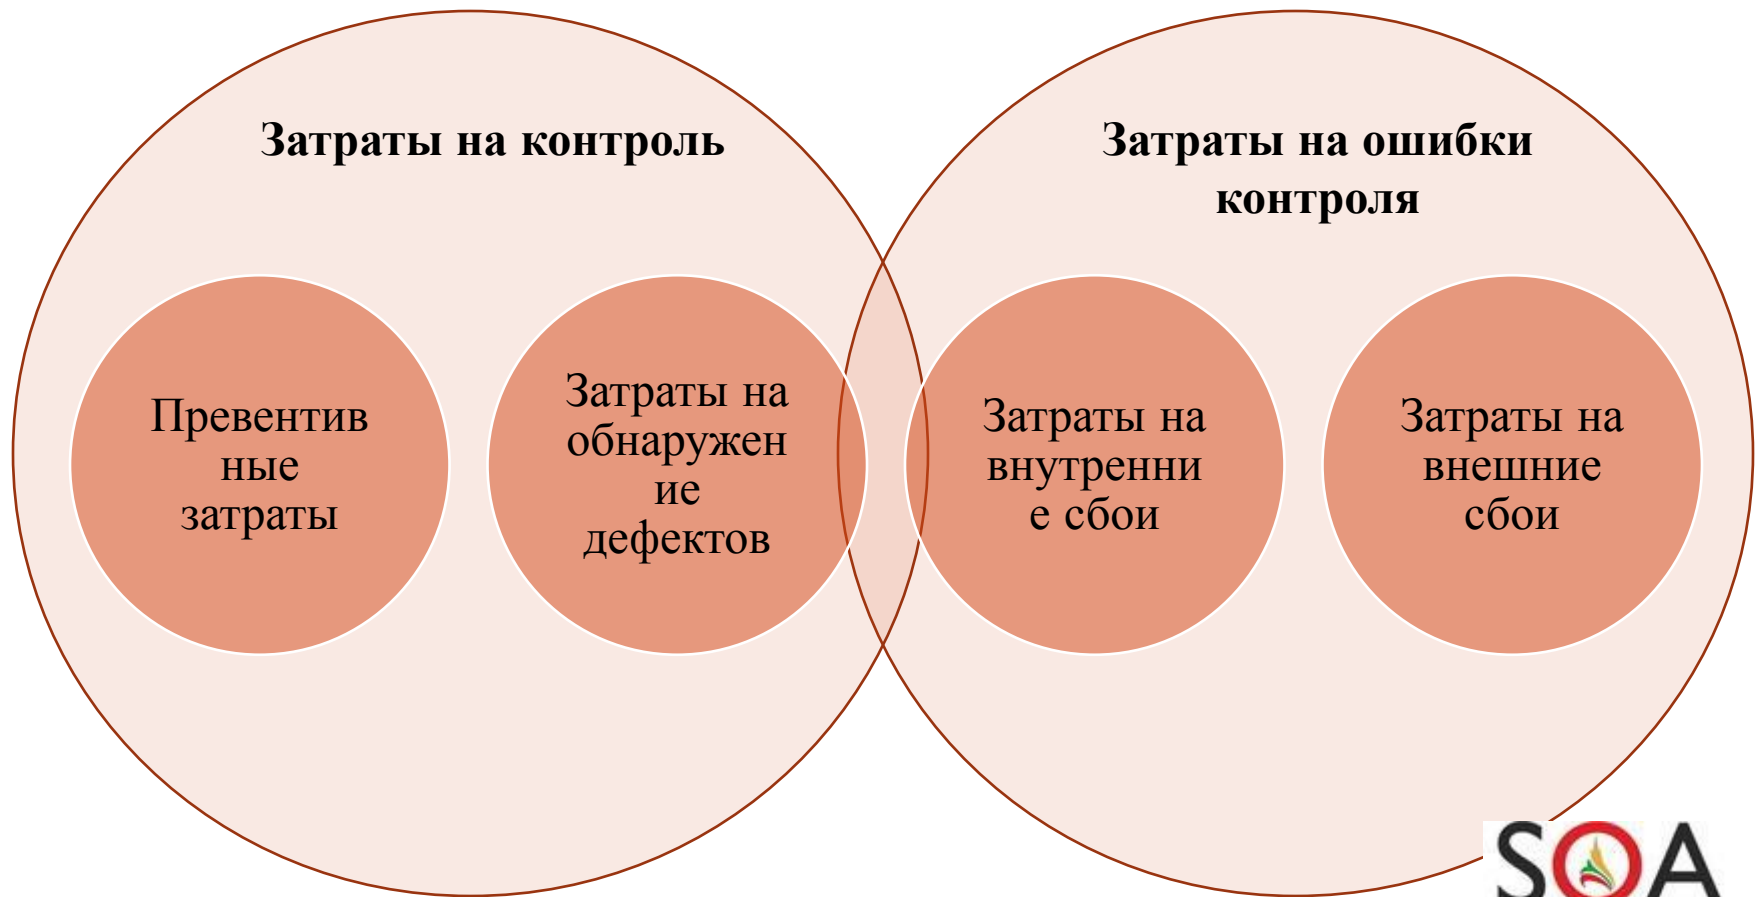 Затраты на контроль
Затраты на ошибки
контроля
Превентив
ные
затраты
Затраты на
обнаружен
ие
дефектов
Затраты на
внутренни
е сбои
Затраты на
внешние
сбои
SOA